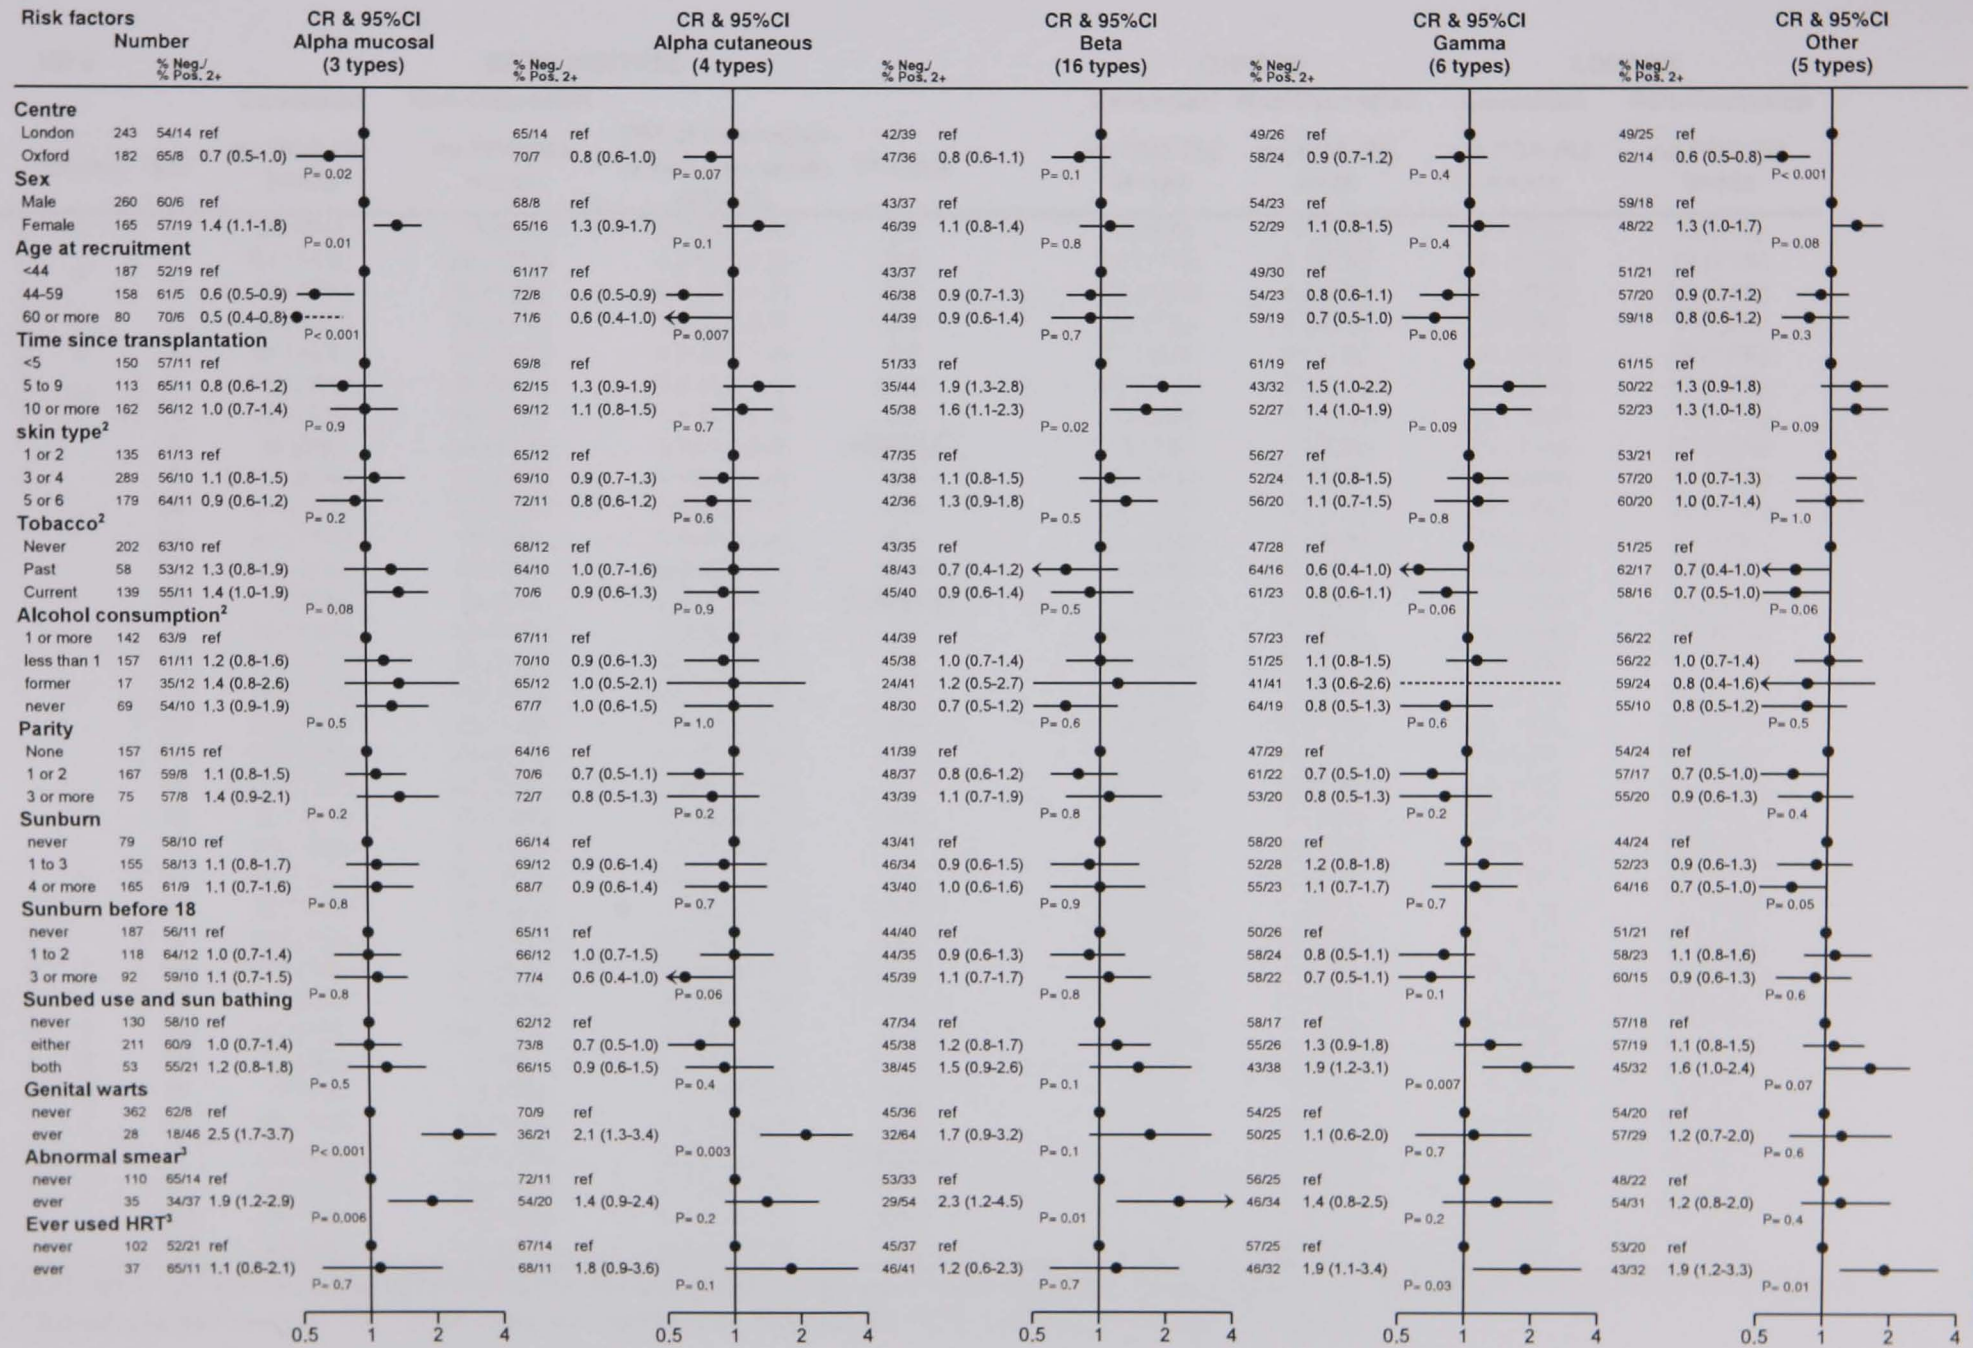 Risk factors CR & 95%CI CR & 95%CI CR & 95%CI CR & 95%CI CR & 95%CI
Number Alpha mucosal Alpha cutaneous Beta Gamma Other
% Neg./ (3 types) % Neg./ (4 types) % Neg./ (16 types) % Neg./ (6 types) % Neg./ (5 types)
% Pos. 2+ % Pos. 2+ % Pos. 2+ % Pos. 2+ % Pos. 2+
Centre
London 243 54/14 ref 65/14 ref 42/39 ref 49/26 ref 49/25 ref
Oxford 182 65/8 0.7 (0.5-1.0) 70/7 0.8 (0.6-1.0) 47/36 0.8 (0.6-1.1) 58/24 0.9 (0.7-1.2) 62/14 0.6 (0.5-0.8)
P= 0.02 P= 0.07 P= 0.1 P= 0.4 P< 0.001
Sex
Male 260 60/6 ref 68/8 ref 43/37 ref 54/23 ref 59/18 ref
Female 165 57/19 1.4 (1.1-1.8) 65/16 1.3 (0.9-1.7) 46/39 1.1 (0.8-1.4) 52/29 1.1 (0.8-1.5) 48/22 1.3 (1.0-1.7)
P= 0.01 P= 0.1 P= 0.8 P= 0.4 P= 0.08
Age at recruitment
<44 187 52/19 ref 61/17 ref 43/37 ref 49/30 ref 51/21 ref
44-59 158 61/5 0.6 (0.5-0.9) 72/8 0.6 (0.5-0.9) 46/38 0.9 (0.7-1.3) 54/23 0.8 (0.6-1.1) 57/20 0.9 (0.7-1.2)
60 or more 80 70/6 0.5 (0.4-0.8) 71/6 0.6 (0.4-1.0) 44/39 0.9 (0.6-1.4) 59/19 0.7 (0.5-1.0) 59/18 0.8 (0.6-1.2)
P< 0.001 P= 0.007 P= 0.7 P= 0.06 P= 0.3
Time since transplantation
<5 150 57/11 ref 69/8 ref 51/33 ref 61/19 ref 61/15 ref
5 to 9 113 65/11 0.8 (0.6-1.2) 62/15 1.3 (0.9-1.9) 35/44 1.9 (1.3-2.8) 43/32 1.5 (1.0-2.2) 50/22 1.3 (0.9-1.8)
10 or more 162 56/12 1.0 (0.7-1.4) 69/12 1.1 (0.8-1.5) 45/38 1.6 (1.1-2.3) 52/27 1.4 (1.0-1.9) 52/23 1.3 (1.0-1.8)
P= 0.9 P= 0.7 P= 0.02 P= 0.09 P= 0.09
skin type²
1 or 2 135 61/13 ref 65/12 ref 47/35 ref 56/27 ref 53/21 ref
3 or 4 289 56/10 1.1 (0.8-1.5) 69/10 0.9 (0.7-1.3) 43/38 1.1 (0.8-1.5) 52/24 1.1 (0.8-1.5) 57/20 1.0 (0.7-1.3)
5 or 6 179 64/11 0.9 (0.6-1.2) 72/11 0.8 (0.6-1.2) 42/36 1.3 (0.9-1.8) 56/20 1.1 (0.7-1.5) 60/20 1.0 (0.7-1.4)
P= 0.2 P= 0.6 P= 0.5 P= 0.8 P= 1.0
Tobacco²
Never 202 63/10 ref 68/12 ref 43/35 ref 47/28 ref 51/25 ref
Past 58 53/12 1.3 (0.8-1.9) 64/10 1.0 (0.7-1.6) 48/43 0.7 (0.4-1.2) 64/16 0.6 (0.4-1.0) 62/17 0.7 (0.4-1.0)
Current 139 55/11 1.4 (1.0-1.9) 70/6 0.9 (0.6-1.3) 45/40 0.9 (0.6-1.4) 61/23 0.8 (0.6-1.1) 58/16 0.7 (0.5-1.0)
P= 0.08 P= 0.9 P= 0.5 P= 0.06 P= 0.06
Alcohol consumption²
1 or more 142 63/9 ref 67/11 ref 44/39 ref 57/23 ref 56/22 ref
less than 1 157 61/11 1.2 (0.8-1.6) 70/10 0.9 (0.6-1.3) 45/38 1.0 (0.7-1.4) 51/25 1.1 (0.8-1.5) 56/22 1.0 (0.7-1.4)
former 17 35/12 1.4 (0.8-2.6) 65/12 1.0 (0.5-2.1) 24/41 1.2 (0.5-2.7) 41/41 1.3 (0.6-2.6) 59/24 0.8 (0.4-1.6)
never 69 54/10 1.3 (0.9-1.9) 67/7 1.0 (0.6-1.5) 48/30 0.7 (0.5-1.2) 64/19 0.8 (0.5-1.3) 55/10 0.8 (0.5-1.2)
P= 0.5 P= 1.0 P= 0.6 P= 0.6 P= 0.5
Parity
None 157 61/15 ref 64/16 ref 41/39 ref 47/29 ref 54/24 ref
1 or 2 167 59/8 1.1 (0.8-1.5) 70/6 0.7 (0.5-1.1) 48/37 0.8 (0.6-1.2) 61/22 0.7 (0.5-1.0) 57/17 0.7 (0.5-1.0)
3 or more 75 57/8 1.4 (0.9-2.1) 72/7 0.8 (0.5-1.3) 43/39 1.1 (0.7-1.9) 53/20 0.8 (0.5-1.3) 55/20 0.9 (0.6-1.3)
P= 0.2 P= 0.2 P= 0.8 P= 0.2 P= 0.4
Sunburn
never 79 58/10 ref 66/14 ref 43/41 ref 58/20 ref 44/24 ref
1 to 3 155 58/13 1.1 (0.8-1.7) 69/12 0.9 (0.6-1.4) 46/34 0.9 (0.6-1.5) 52/28 1.2 (0.8-1.8) 52/23 0.9 (0.6-1.3)
4 or more 165 61/9 1.1 (0.7-1.6) 68/7 0.9 (0.6-1.4) 43/40 1.0 (0.6-1.6) 55/23 1.1 (0.7-1.7) 64/16 0.7 (0.5-1.0)
P= 0.8 P= 0.7 P= 0.9 P= 0.7 P= 0.05
Sunburn before 18
never 187 56/11 ref 65/11 ref 44/40 ref 50/26 ref 51/21 ref
1 to 2 118 64/12 1.0 (0.7-1.4) 66/12 1.0 (0.7-1.5) 44/35 0.9 (0.6-1.3) 58/24 0.8 (0.5-1.1) 58/23 1.1 (0.8-1.6)
3 or more 92 59/10 1.1 (0.7-1.5) 77/4 0.6 (0.4-1.0) 45/39 1.1 (0.7-1.7) 58/22 0.7 (0.5-1.1) 60/15 0.9 (0.6-1.3)
P= 0.8 P= 0.06 P= 0.8 P= 0.1 P= 0.6
Sunbed use and sun bathing
never 130 58/10 ref 62/12 ref 47/34 ref 58/17 ref 57/18 ref
either 211 60/9 1.0 (0.7-1.4) 73/8 0.7 (0.5-1.0) 45/38 1.2 (0.8-1.7) 55/26 1.3 (0.9-1.8) 57/19 1.1 (0.8-1.5)
both 53 55/21 1.2 (0.8-1.8) 66/15 0.9 (0.6-1.5) 38/45 1.5 (0.9-2.6) 43/38 1.9 (1.2-3.1) 45/32 1.6 (1.0-2.4)
P= 0.5 P= 0.4 P= 0.1 P= 0.007 P= 0.07
Genital warts
never 362 62/8 ref 70/9 ref 45/36 ref 54/25 ref 54/20 ref
ever 28 18/46 2.5 (1.7-3.7) 36/21 2.1 (1.3-3.4) 32/64 1.7 (0.9-3.2) 50/25 1.1 (0.6-2.0) 57/29 1.2 (0.7-2.0)
P< 0.001 P= 0.003 P= 0.1 P= 0.7 P= 0.6
Abnormal smear³
never 110 65/14 ref 72/11 ref 53/33 ref 56/25 ref 48/22 ref
ever 35 34/37 1.9 (1.2-2.9) 54/20 1.4 (0.9-2.4) 29/54 2.3 (1.2-4.5) 46/34 1.4 (0.8-2.5) 54/31 1.2 (0.8-2.0)
P= 0.006 P= 0.2 P= 0.01 P= 0.2 P= 0.4
Ever used HRT³
never 102 52/21 ref 67/14 ref 45/37 ref 57/25 ref 53/20 ref
ever 37 65/11 1.1 (0.6-2.1) 68/11 1.8 (0.9-3.6) 46/41 1.2 (0.6-2.3) 46/32 1.9 (1.1-3.4) 43/32 1.9 (1.2-3.3)
P= 0.7 P= 0.1 P= 0.7 P= 0.03 P= 0.01
0.5 1 2 4 0.5 1 2 4 0.5 1 2 4 0.5 1 2 4 0.5 1 2 4